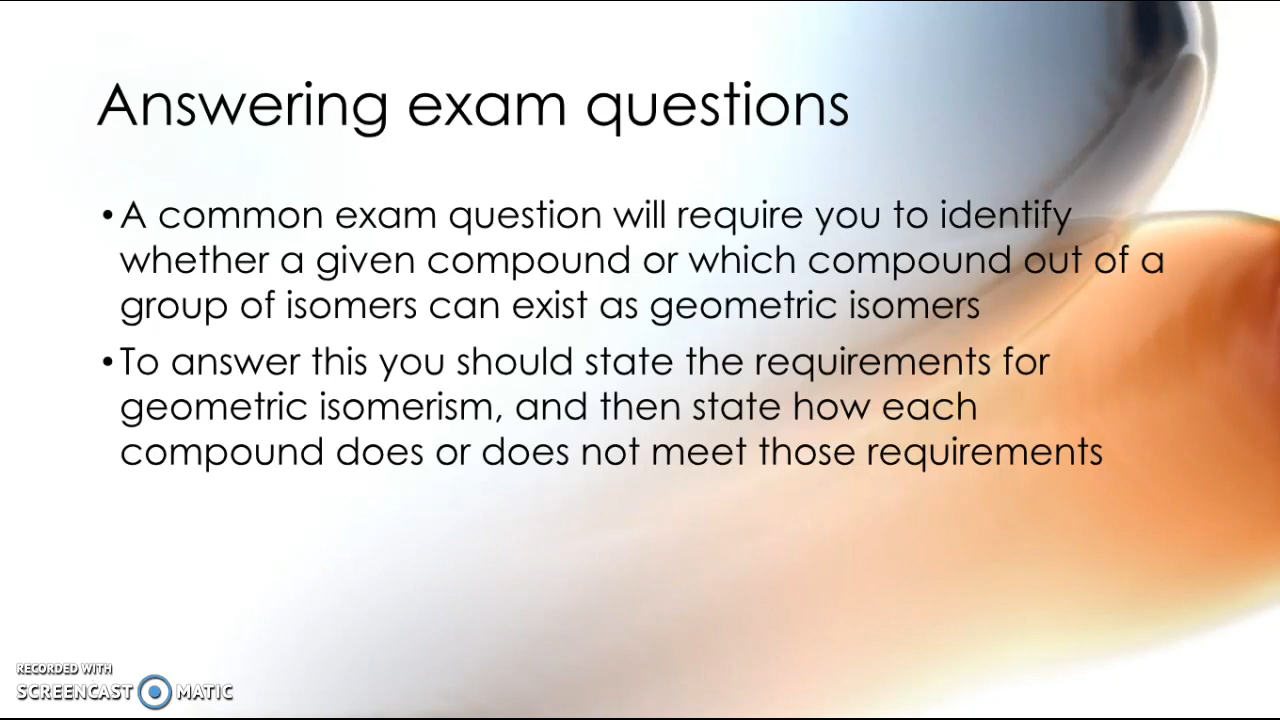 Answering exam questions
•A common exam question will require you to identify
whether a given compound or which compound out of a
group of isomers can exist as geometric isomers
•To answer this you should state the requirements for
geometric isomerism, and then state how each
compound does or does not meet those requirements
RECORDED WITH
SCREENCAST MATIC